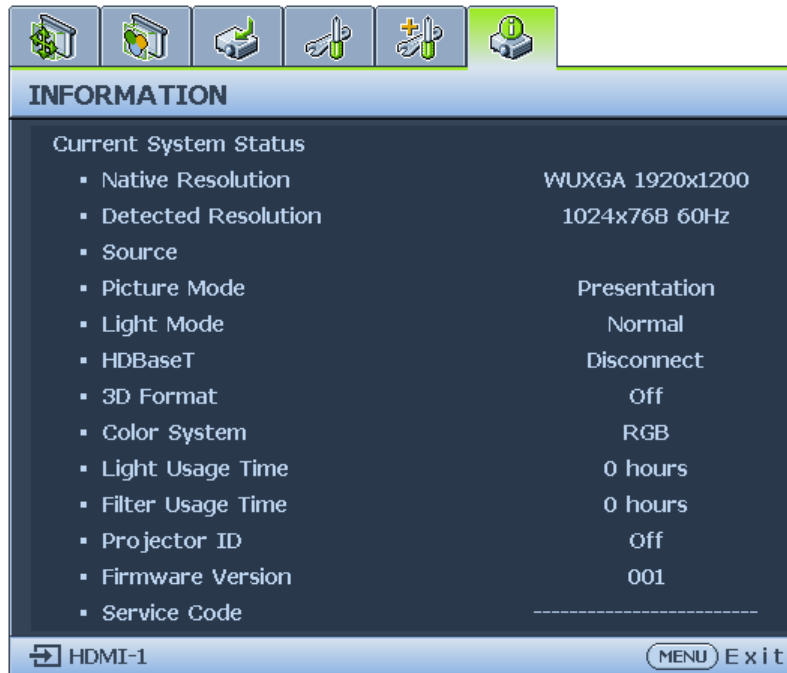 INFORMATION
Current System Status
▪ Native Resolution WUXGA 1920x1200
▪ Detected Resolution 1024x768 60Hz
▪ Source
▪ Picture Mode Presentation
▪ Light Mode Normal
▪ HDBaseT Disconnect
▪ 3D Format Off
▪ Color System RGB
▪ Light Usage Time 0 hours
▪ Filter Usage Time 0 hours
▪ Projector ID Off
▪ Firmware Version 001
▪ Service Code -------------------------
HDMI-1 MENU Exit